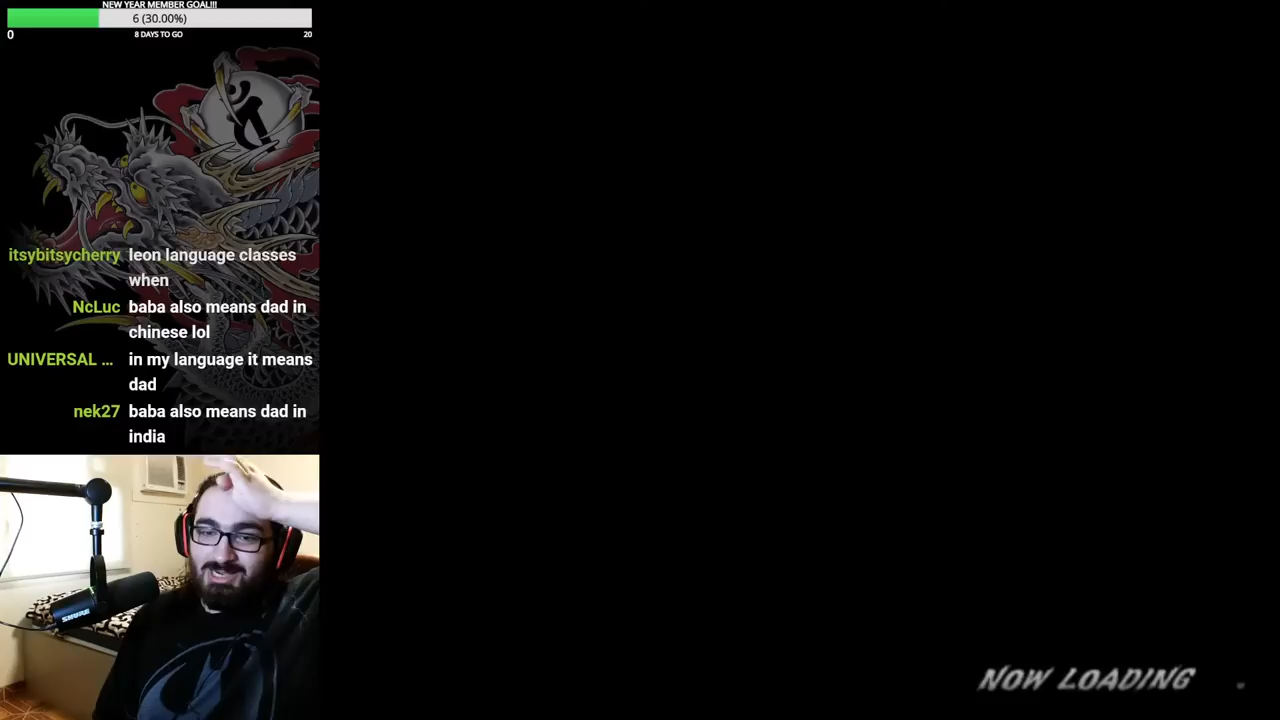 NEW YEAR MEMBER GOAL!!!
6 (30.00%)
0 8 DAYS TO GO 20
itsybitsycherry leon language classes
when
NcLuc baba also means dad in
chinese lol
UNIVERSAL ... in my language it means
dad
nek27 baba also means dad in
india
SHURE
NOW LOADING